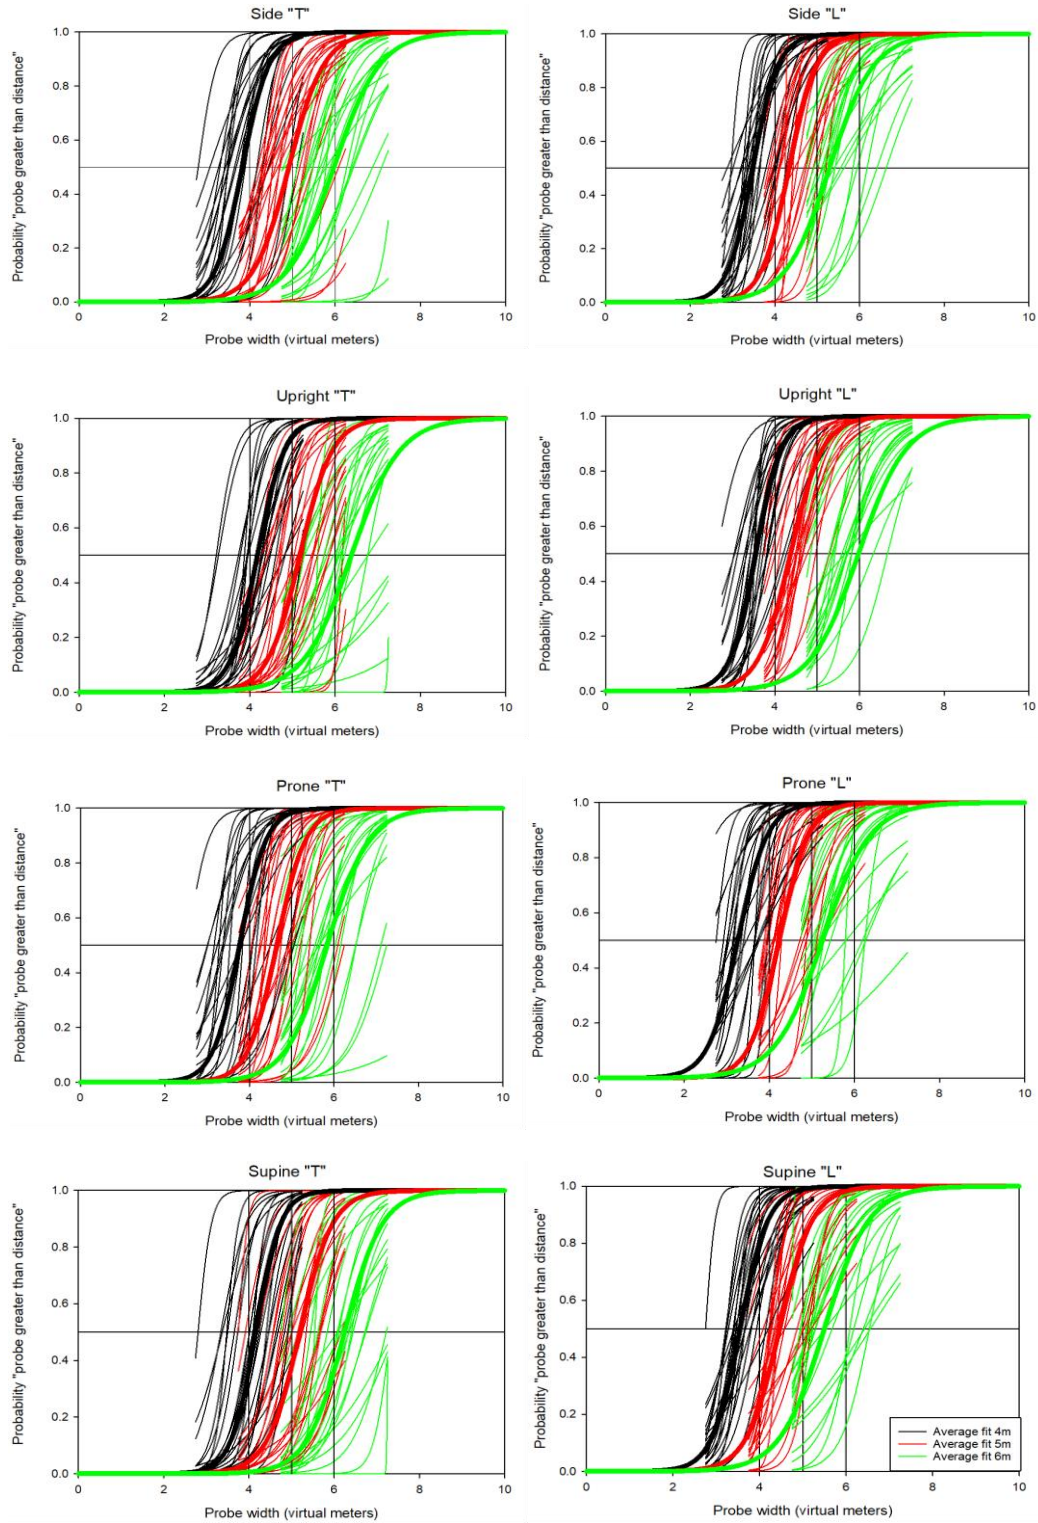 Side "T"
Probability "probe greater than distance"
1.0
0.8
0.6
0.4
0.2
0.0
0 2 4 6 8 10
Probe width (virtual meters)
Side "L"
Probability "probe greater than distance"
1.0
0.8
0.6
0.4
0.2
0.0
0 2 4 6 8 10
Probe width (virtual meters)
Upright "T"
Probability "probe greater than distance"
1.0
0.8
0.6
0.4
0.2
0.0
0 2 4 6 8 10
Probe width (virtual meters)
Upright "L"
Probability "probe greater than distance"
1.0
0.8
0.6
0.4
0.2
0.0
0 2 4 6 8 10
Probe width (virtual meters)
Prone "T"
Probability "probe greater than distance"
1.0
0.8
0.6
0.4
0.2
0.0
0 2 4 6 8 10
Probe width (virtual meters)
Prone "L"
Probability "probe greater than distance"
1.0
0.8
0.6
0.4
0.2
0.0
0 2 4 6 8 10
Probe width (virtual meters)
Supine "T"
Probability "probe greater than distance"
1.0
0.8
0.6
0.4
0.2
0.0
0 2 4 6 8 10
Probe width (virtual meters)
Supine "L"
Probability "probe greater than distance"
1.0
0.8
0.6
0.4
0.2
0.0
0 2 4 6 8 10
Probe width (virtual meters)
Average fit 4m
Average fit 5m
Average fit 6m